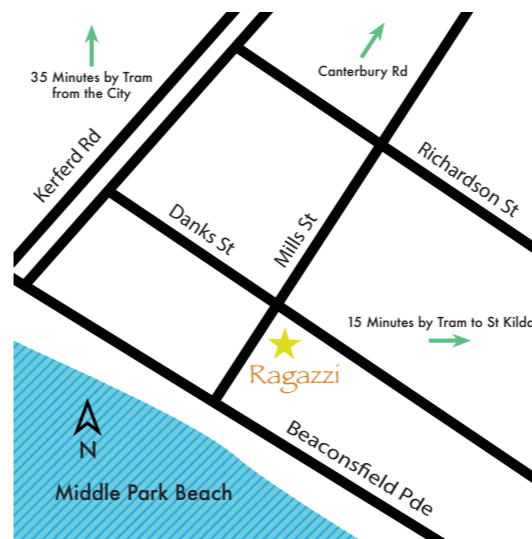 35 Minutes by Tram
from the City
Canterbury Rd
Kerferd Rd
Richardson St
Danks St
Mills St
15 Minutes by Tram to St Kilda
Ragazzi
N
Beaconsfield Pde
Middle Park Beach